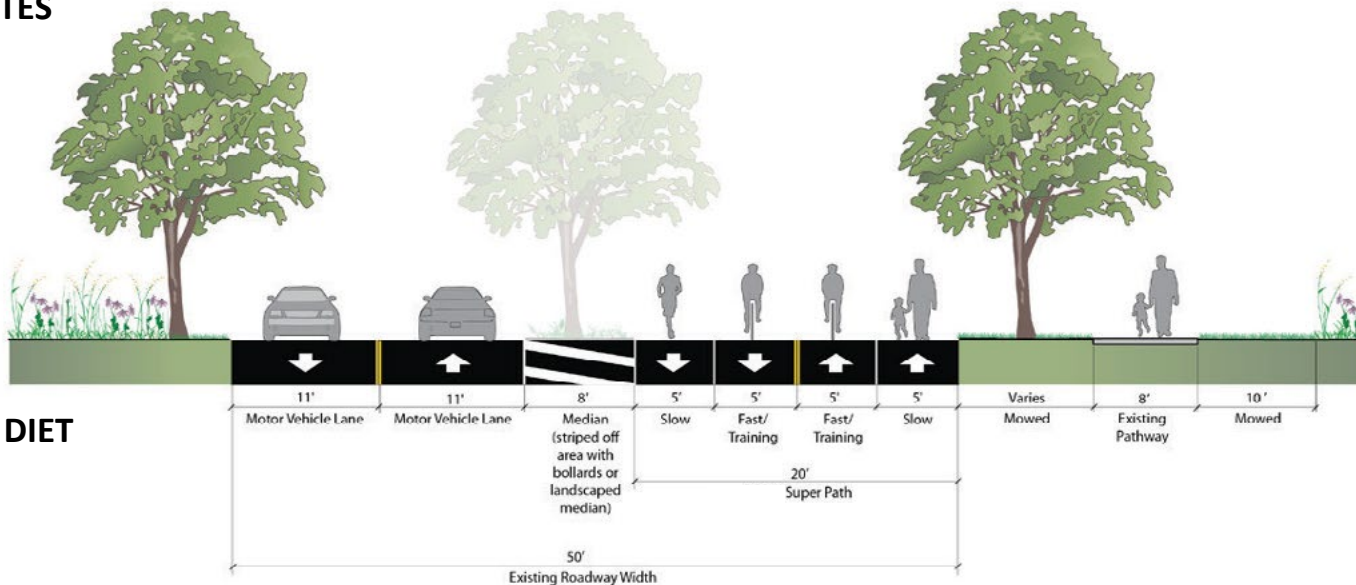 TES
11'
11'
8'
5'
5'
5'
5'
Varies
8'
10'
Motor Vehicle Lane
Motor Vehicle Lane
Median
(striped off
area with
bollards or
landscaped
median)
Slow
Fast/
Training
Fast/
Training
Slow
Mowed
Existing
Pathway
Mowed
DIET
20'
Super Path
50'
Existing Roadway Width